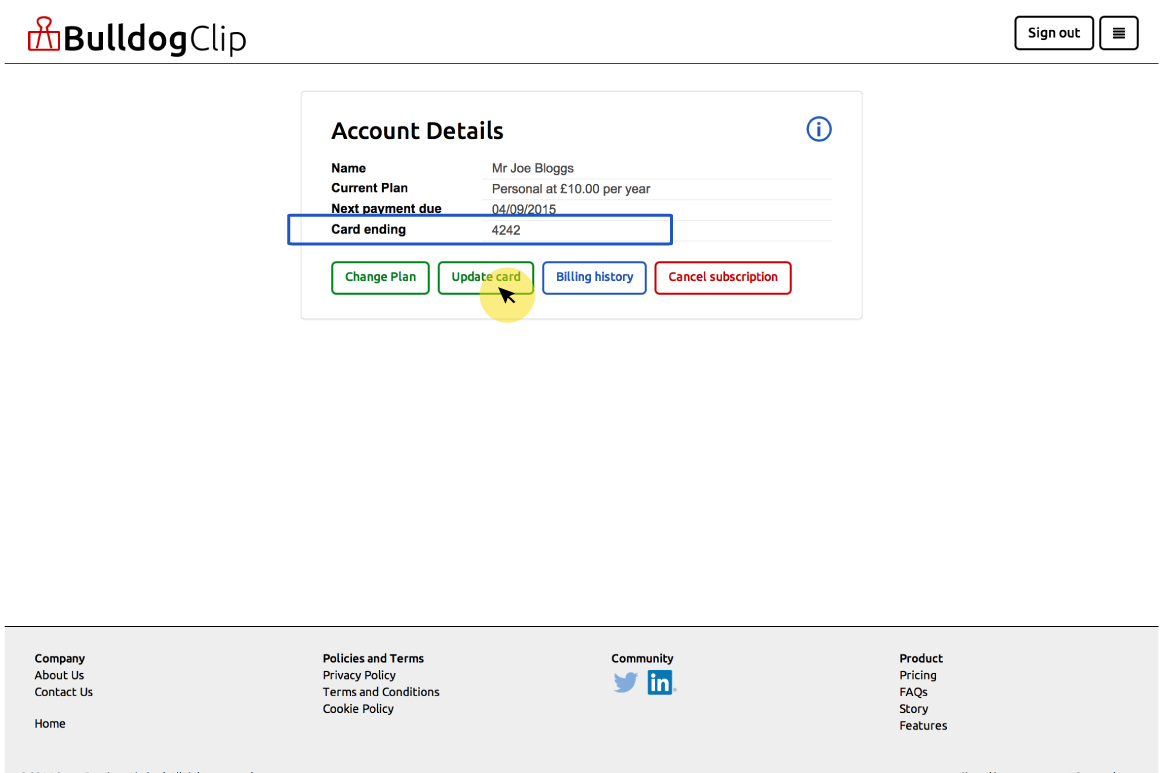 BulldogClip
Sign out
Account Details
Name Mr Joe Bloggs
Current Plan Personal at £10.00 per year
Next payment due 04/09/2015
Card ending 4242
Change Plan Update card Billing history Cancel subscription
Company
About Us
Contact Us
Home
Policies and Terms
Privacy Policy
Terms and Conditions
Cookie Policy
Community
in
Product
Pricing
FAQs
Story
Features